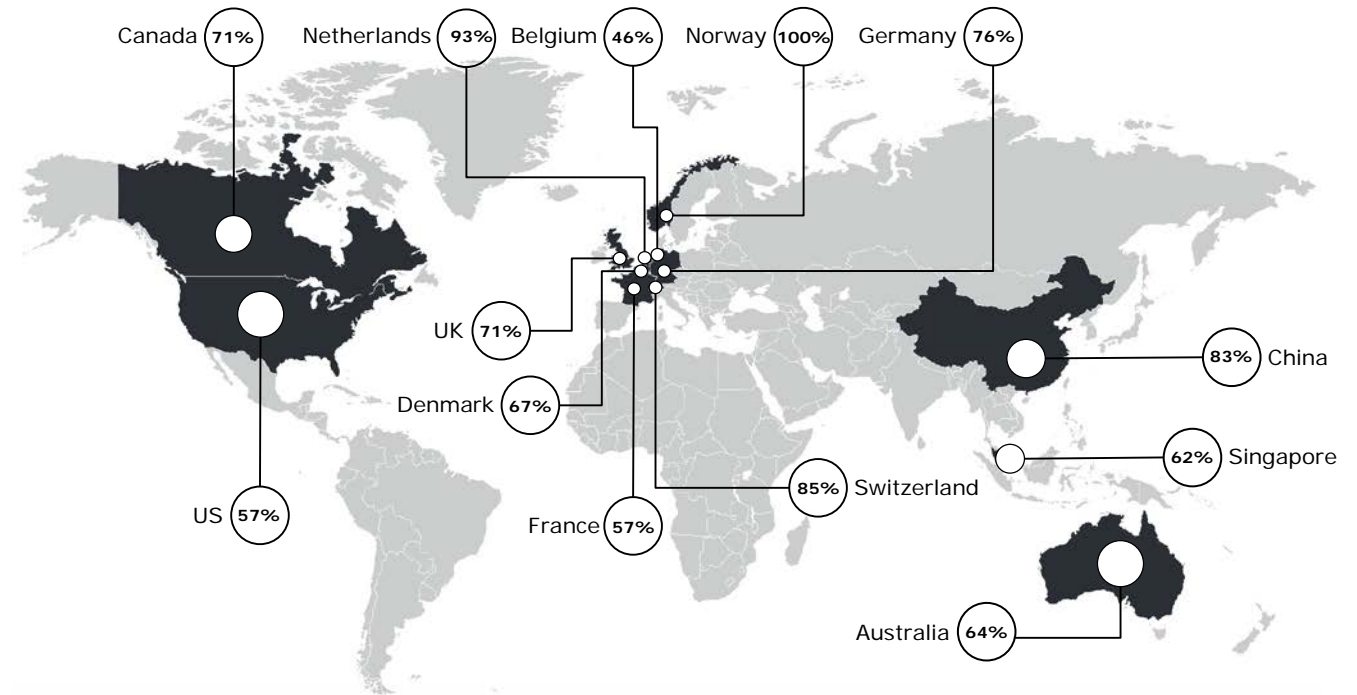 Canada 71%
Netherlands 93%
Belgium 46%
Norway 100%
Germany 76%
UK 71%
China 83%
Denmark 67%
Singapore 62%
Switzerland 85%
US 57%
France 57%
Australia 64%